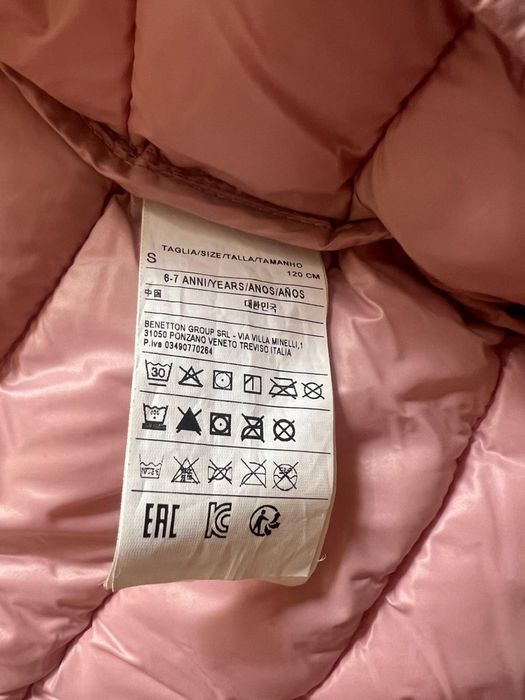 TAGLIA/SIZE/TALLA/TAMANHO
S 120 CM
6-7 ANNI/YEARS/ANOS/AÑOS
中国 대한민국
BENETTON GROUP SRL - VIA VILLA MINELLI,1
31050 PONZANO VENETO TREVISO ITALIA
P.iva 03490770264
30
EAC